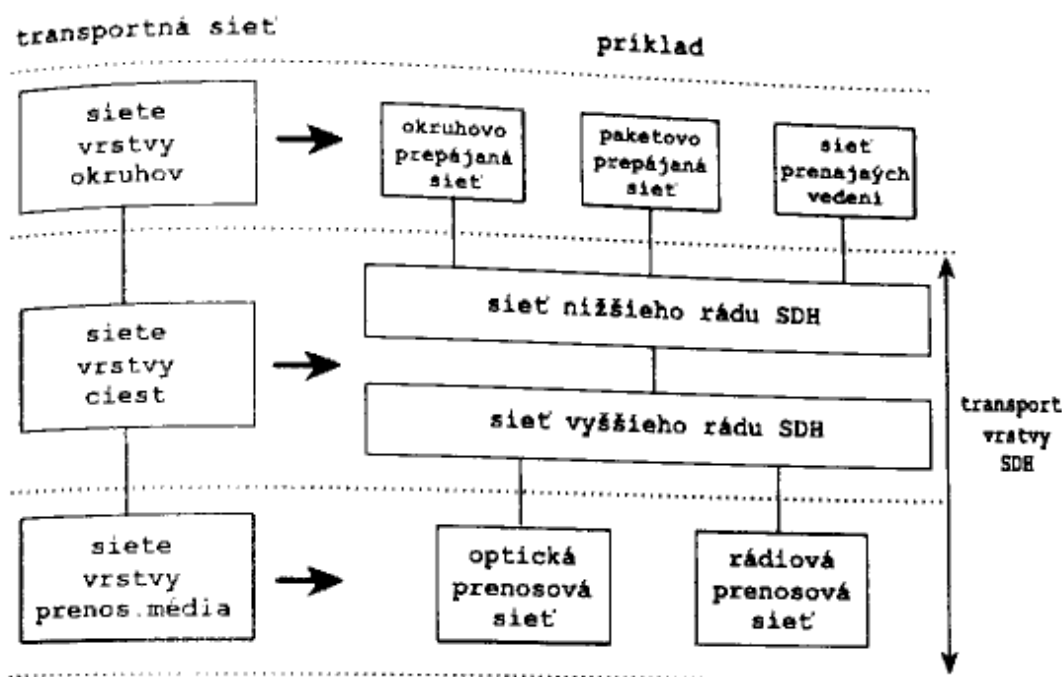 transportná sieť
príklad
siete
vrstvy
okruhov
okruhovo
prepájaná
sieť
paketovo
prepájaná
sieť
sieť
prenajaých
vedení
siete
vrstvy
ciest
sieť nižšieho rádu SDH
sieť vyššieho rádu SDH
transport
vrstvy
SDH
siete
vrstvy
prenos.média
optická
prenosová
sieť
rádiová
prenosová
sieť